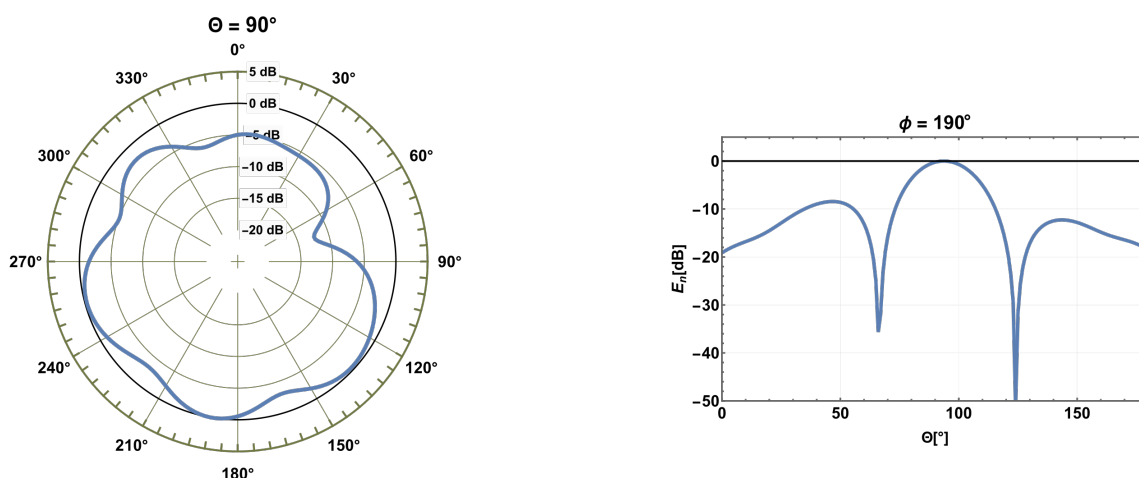 Θ = 90°
0°
5 dB
330°
30°
0 dB
−5 dB
300°
60°
−10 dB
−15 dB
−20 dB
270°
90°
240°
120°
210°
150°
180°
ϕ = 190°
0
−10
−20
−30
−40
−50
E_n[dB]
0
50
100
150
Θ[°]